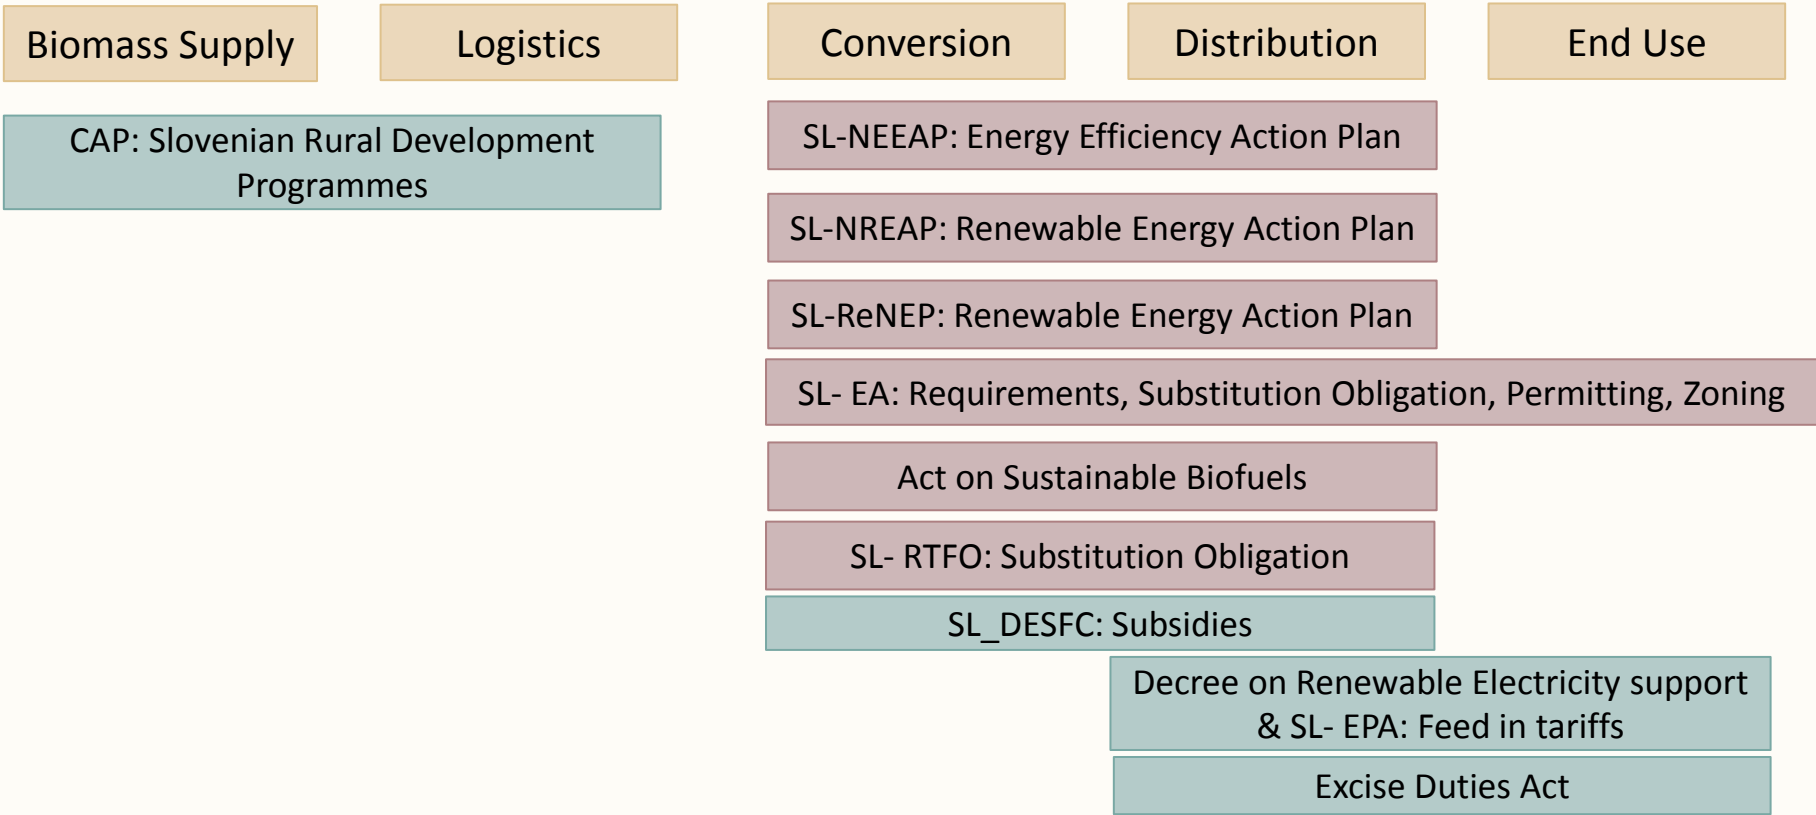 Biomass Supply
Logistics
Conversion
Distribution
End Use
CAP: Slovenian Rural Development
Programmes
SL-NEEAP: Energy Efficiency Action Plan
SL-NREAP: Renewable Energy Action Plan
SL-ReNEP: Renewable Energy Action Plan
SL- EA: Requirements, Substitution Obligation, Permitting, Zoning
Act on Sustainable Biofuels
SL- RTFO: Substitution Obligation
SL_DESFC: Subsidies
Decree on Renewable Electricity support
& SL- EPA: Feed in tariffs
Excise Duties Act